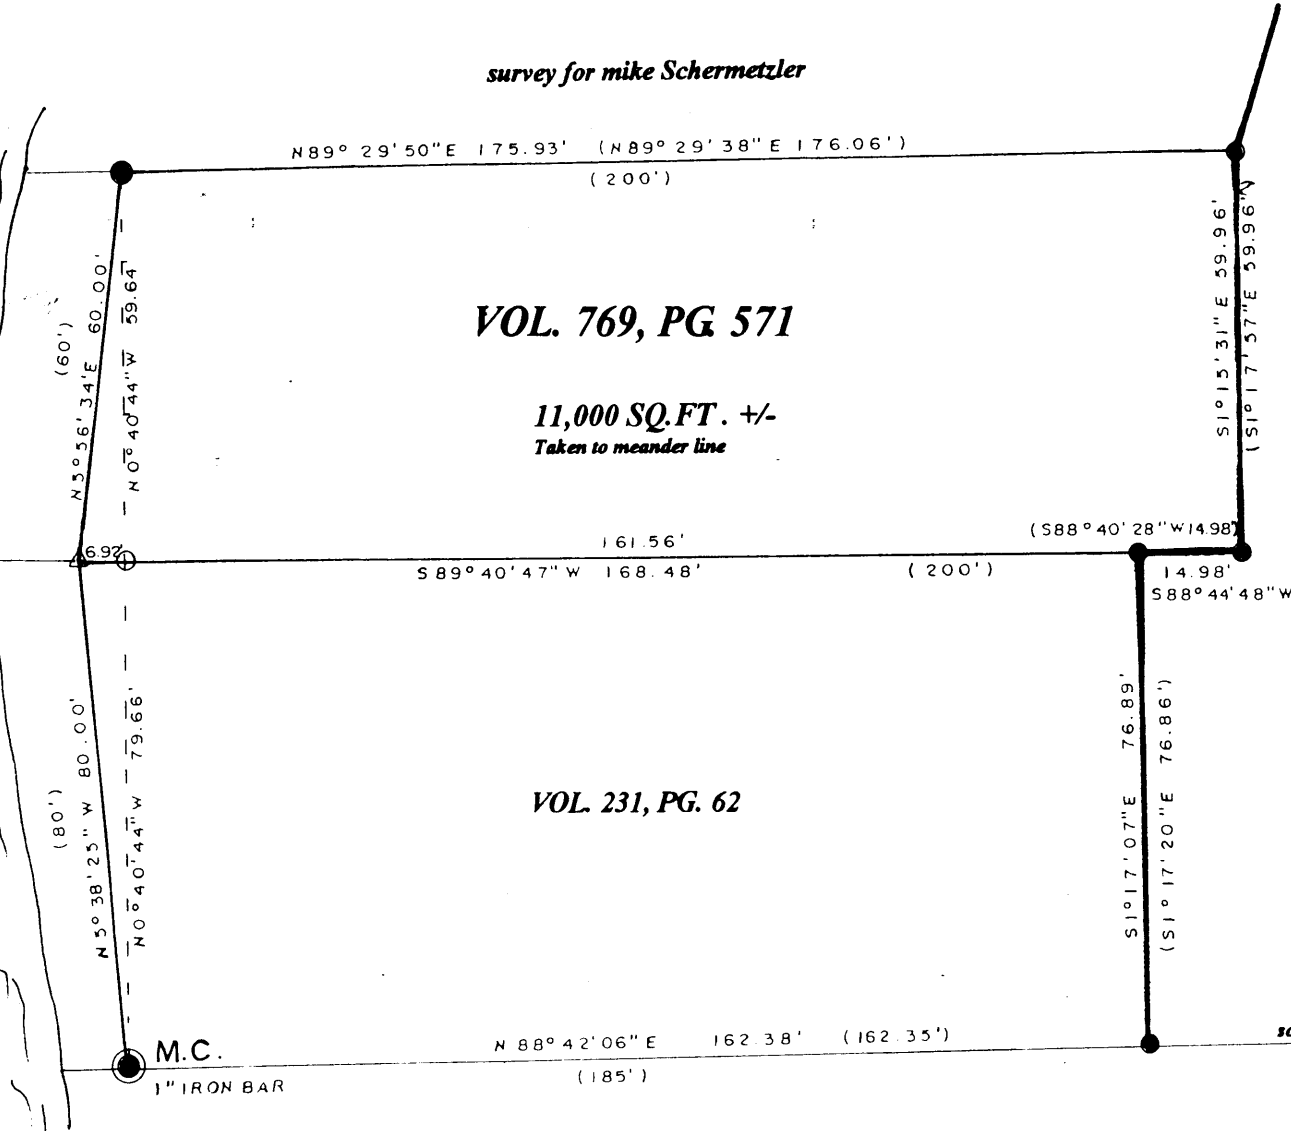 survey for mike Schermetzler
N89° 29'50"E 175.93' (N89° 29'38"E 176.06')
(200')
N5°56'34'E 60.00'
(60')
N0°40'44"W 59.64'
S1°15'31"E 59.96'
(S1°17'57"E 59.96')
VOL. 769, PG. 571
11,000 SQ.FT. +/-
Taken to meander line
(S88°40'28"W 14.98')
6.92'
161.56'
S89°40'47"W 168.48'
(200')
14.98'
S88°44'48"W
N5°38'25"W 80.00'
(80')
N0°40'44"W 79.66'
S1°17'07"E 76.89'
(S1°17'20"E 76.86')
VOL. 231, PG. 62
M.C.
1" IRON BAR
N 88°42'06"E 162.38' (162.35')
(185')